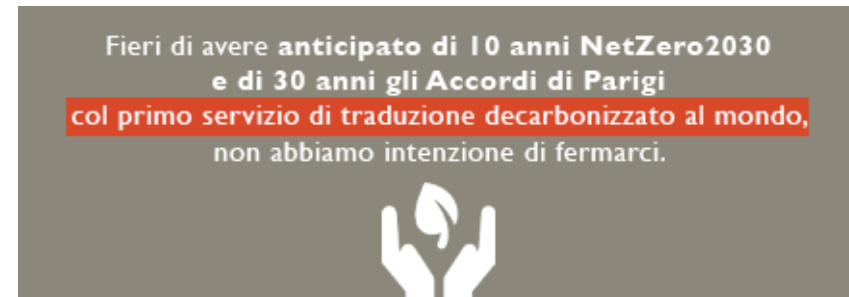 Fieri di avere anticipato di 10 anni NetZero2030
e di 30 anni gli Accordi di Parigi
col primo servizio di traduzione decarbonizzato al mondo,
non abbiamo intenzione di fermarci.